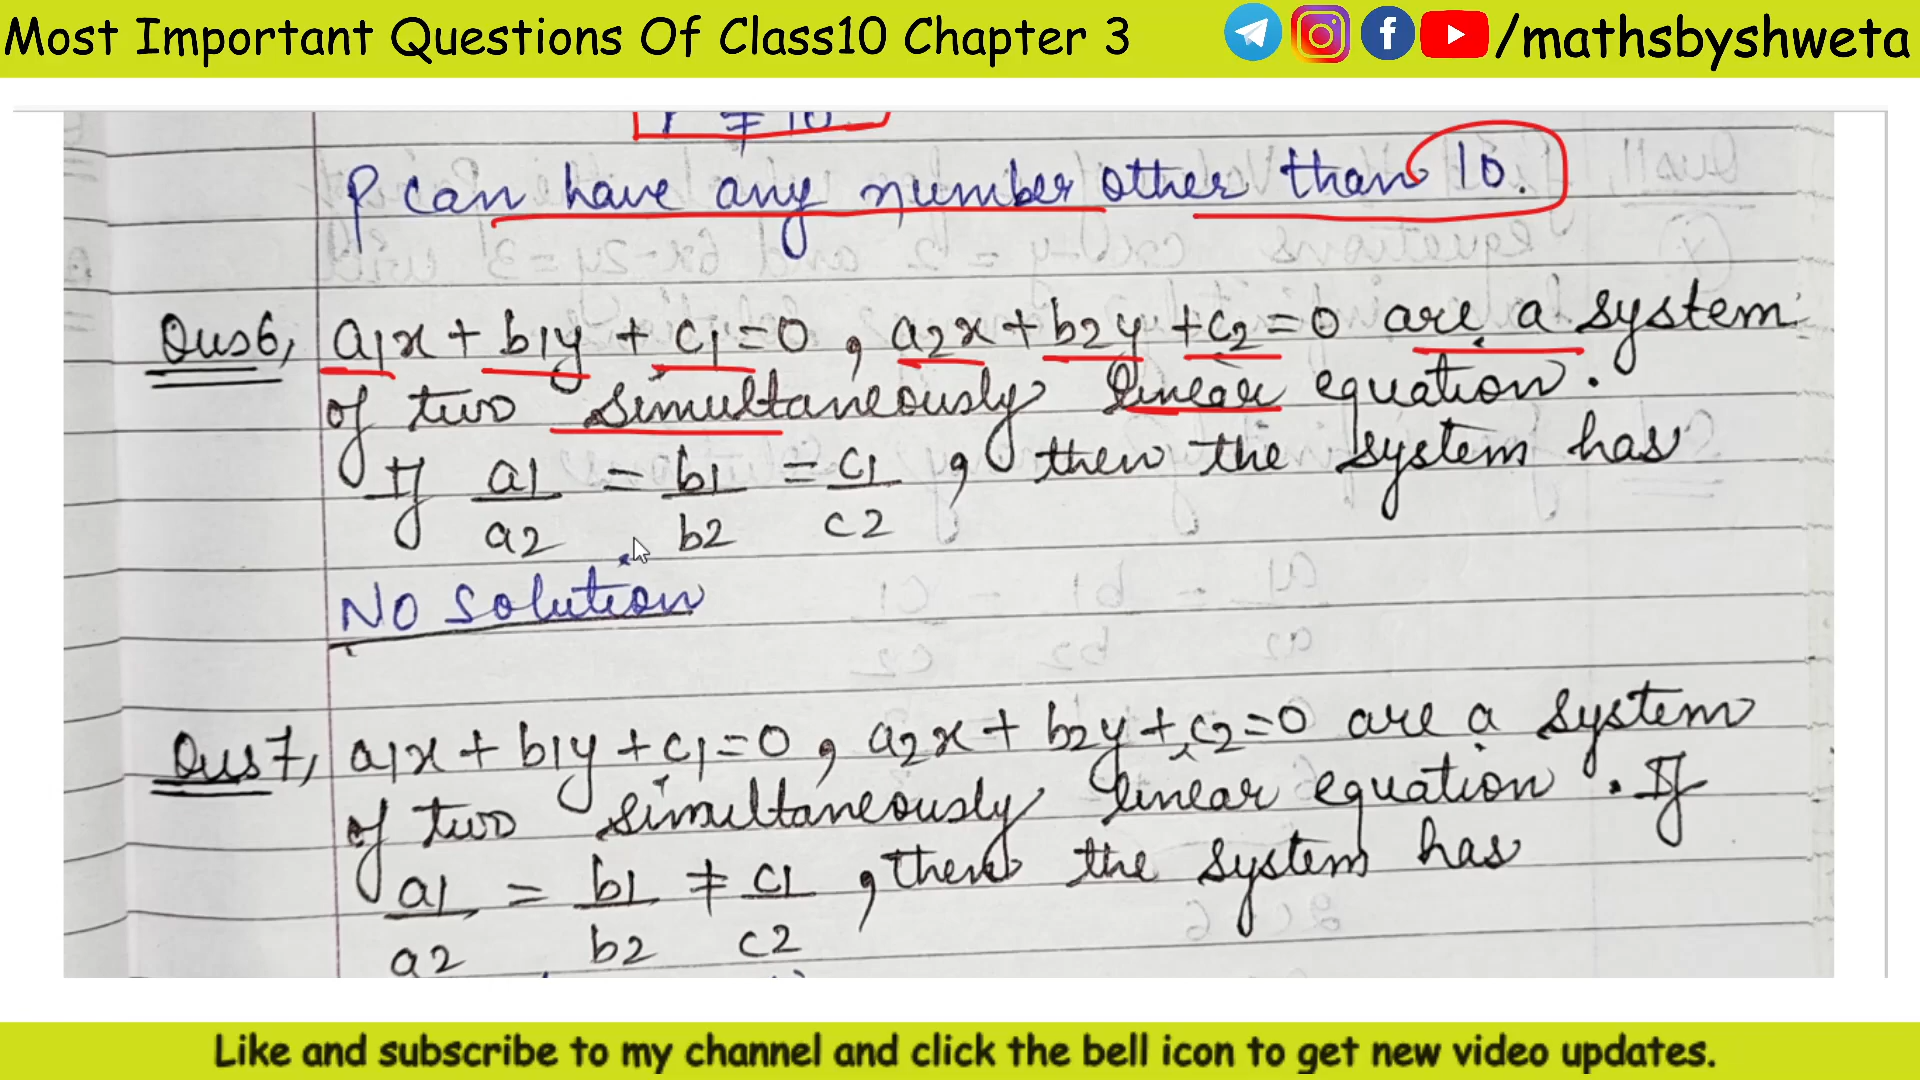 Most Important Questions Of Class10 Chapter 3
/mathsbyshweta
P ≠ 10
P can have any number other than 10.
Ques6, a1x + b1y + c1 = 0, a2x + b2y + c2 = 0 are a system
of two simultaneously linear equation.
If a1/a2 = b1/b2 = c1/c2, then the system has
No solution
Ques7, a1x + b1y + c1 = 0, a2x + b2y + c2 = 0 are a system
of two simultaneously linear equation. If
a1/a2 = b1/b2 ≠ c1/c2, then the system has
Like and subscribe to my channel and click the bell icon to get new video updates.